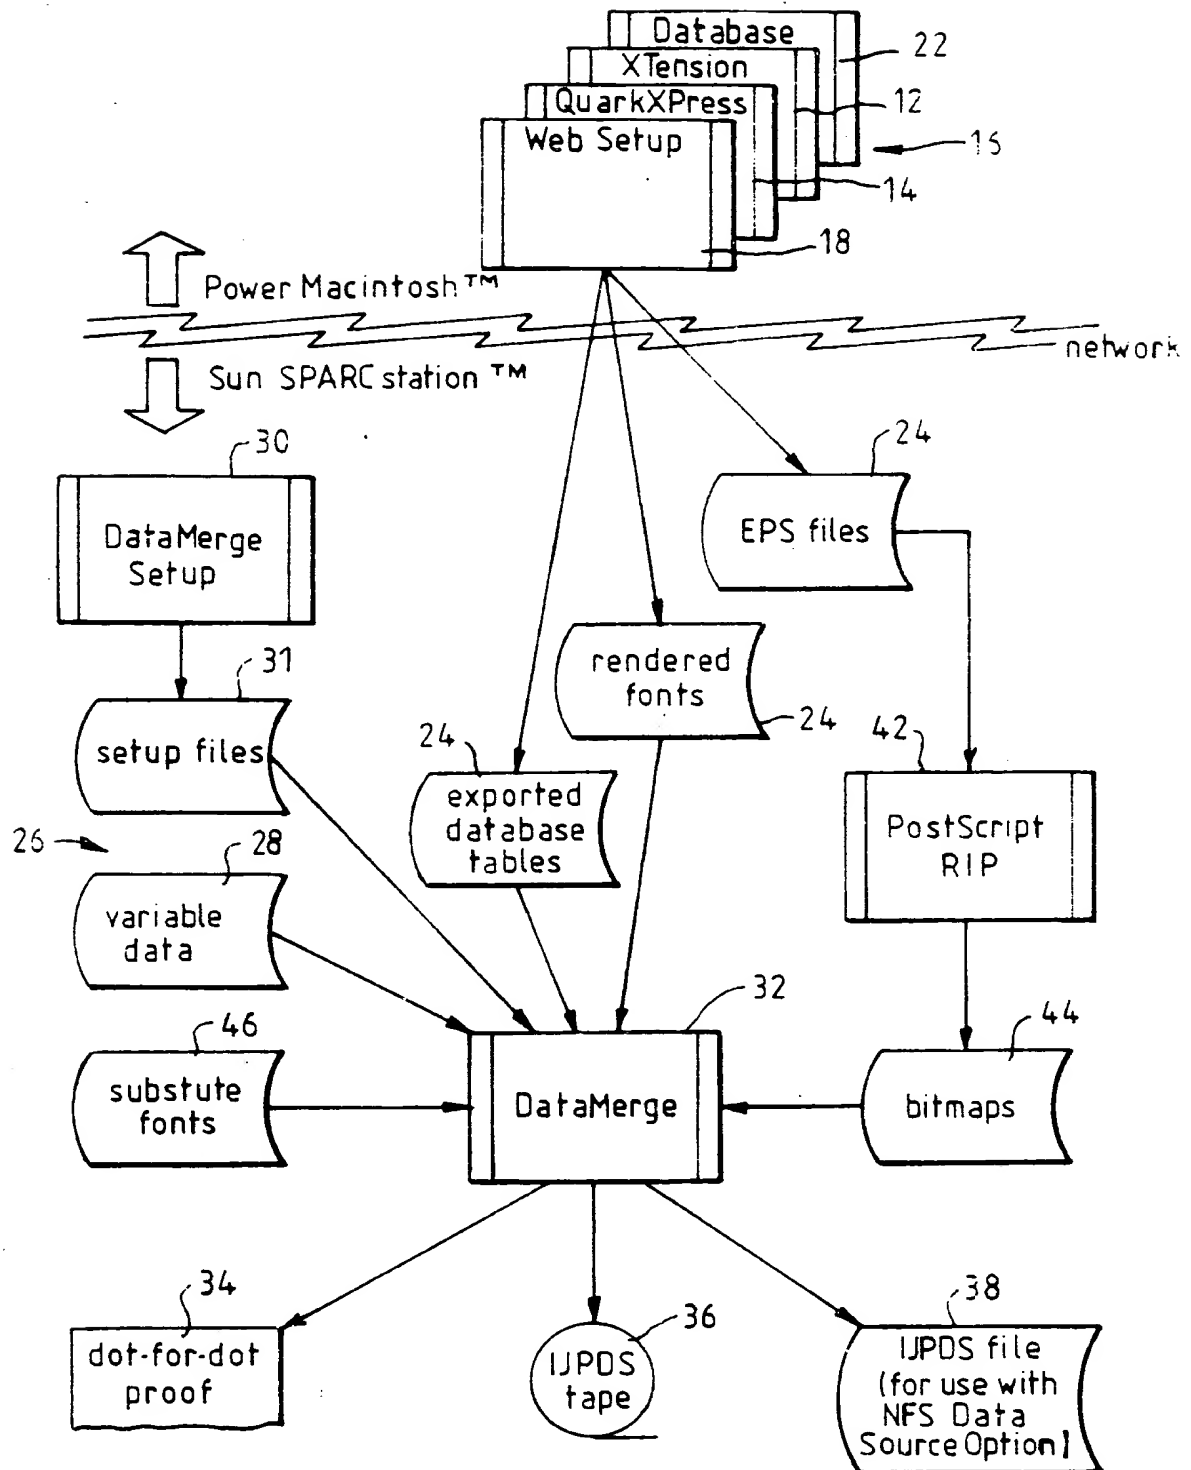 Database
22
XTension
12
QuarkXPress
16
Web Setup
14
18
Power Macintosh™
network
Sun SPARCstation™
30
24
DataMerge
Setup
EPS files
31
rendered
fonts
24
setup files
24
42
exported
database
tables
PostScript
RIP
26
28
variable
data
32
46
44
substute
fonts
DataMerge
bitmaps
34
36
38
dot-for-dot
proof
IJPDS
tape
IJPDS file
(for use with
NFS Data
Source Option)